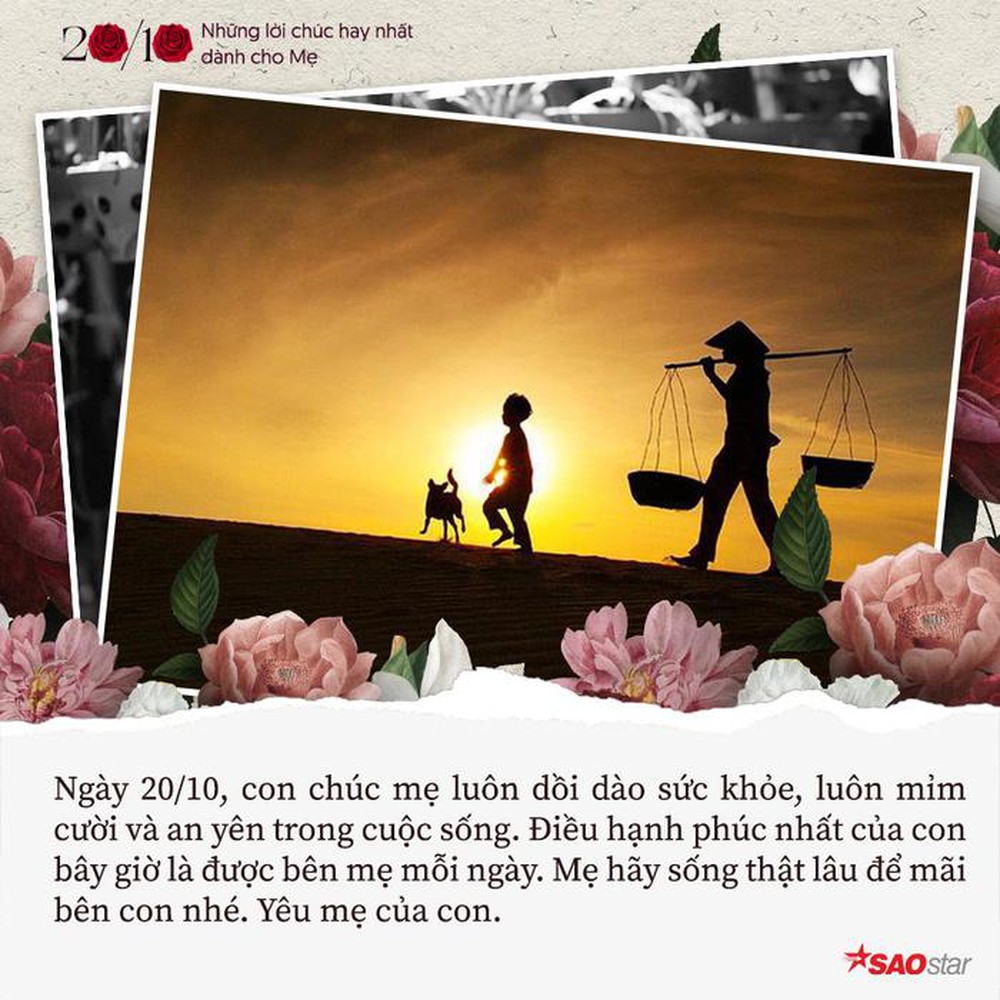 20/10
Những lời chúc hay nhất
dành cho Mẹ
Ngày 20/10, con chúc mẹ luôn dồi dào sức khỏe, luôn mỉm
cười và an yên trong cuộc sống. Điều hạnh phúc nhất của con
bây giờ là được bên mẹ mỗi ngày. Mẹ hãy sống thật lâu để mãi
bên con nhé. Yêu mẹ của con.
SAOstar